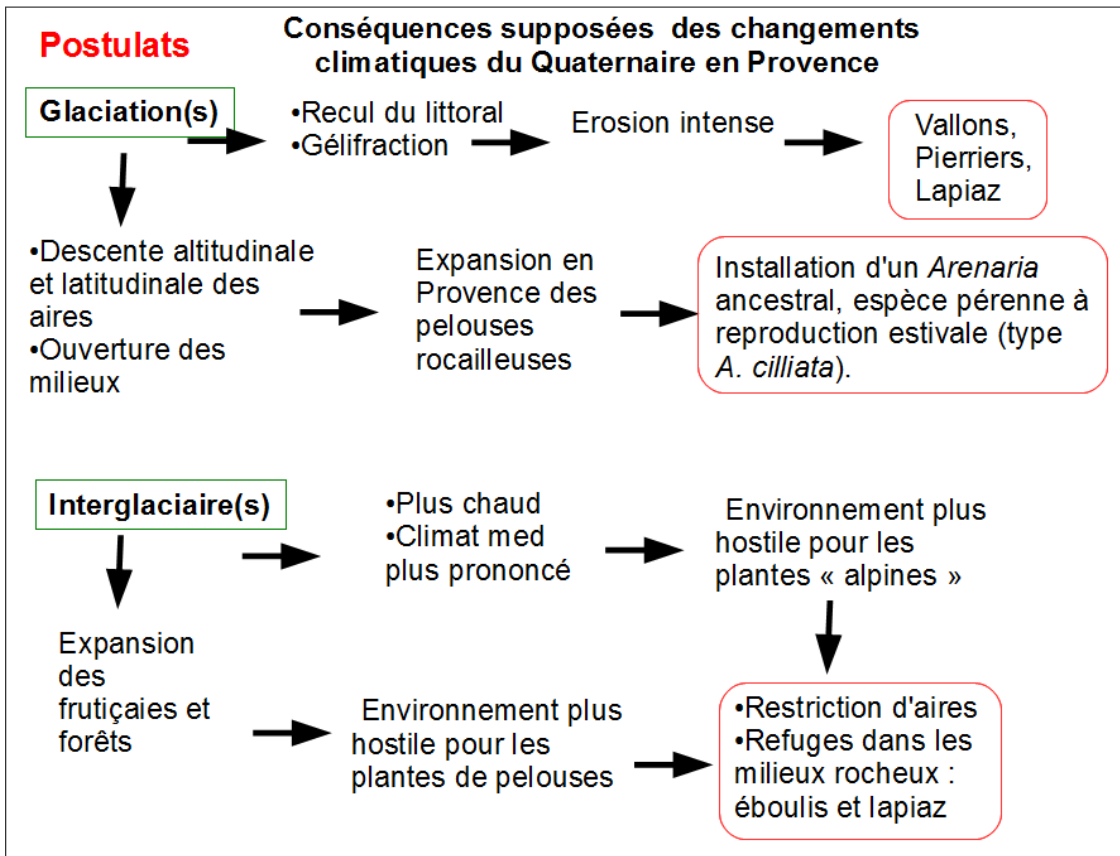 Postulats
Conséquences supposées des changements
climatiques du Quaternaire en Provence
Glaciation(s)
•Recul du littoral
•Gélifraction
Erosion intense
Vallons,
Pierriers,
Lapiaz
•Descente altitudinale
et latitudinale des
aires
•Ouverture des
milieux
Expansion en
Provence des
pelouses
rocailleuses
Installation d'un Arenaria
ancestral, espèce pérenne à
reproduction estivale (type
A. cilliata).
Interglaciaire(s)
•Plus chaud
•Climat med
plus prononcé
Environnement plus
hostile pour les
plantes « alpines »
Expansion
des
frutiçaies et
forêts
Environnement plus
hostile pour les
plantes de pelouses
•Restriction d'aires
•Refuges dans les
milieux rocheux :
éboulis et lapiaz